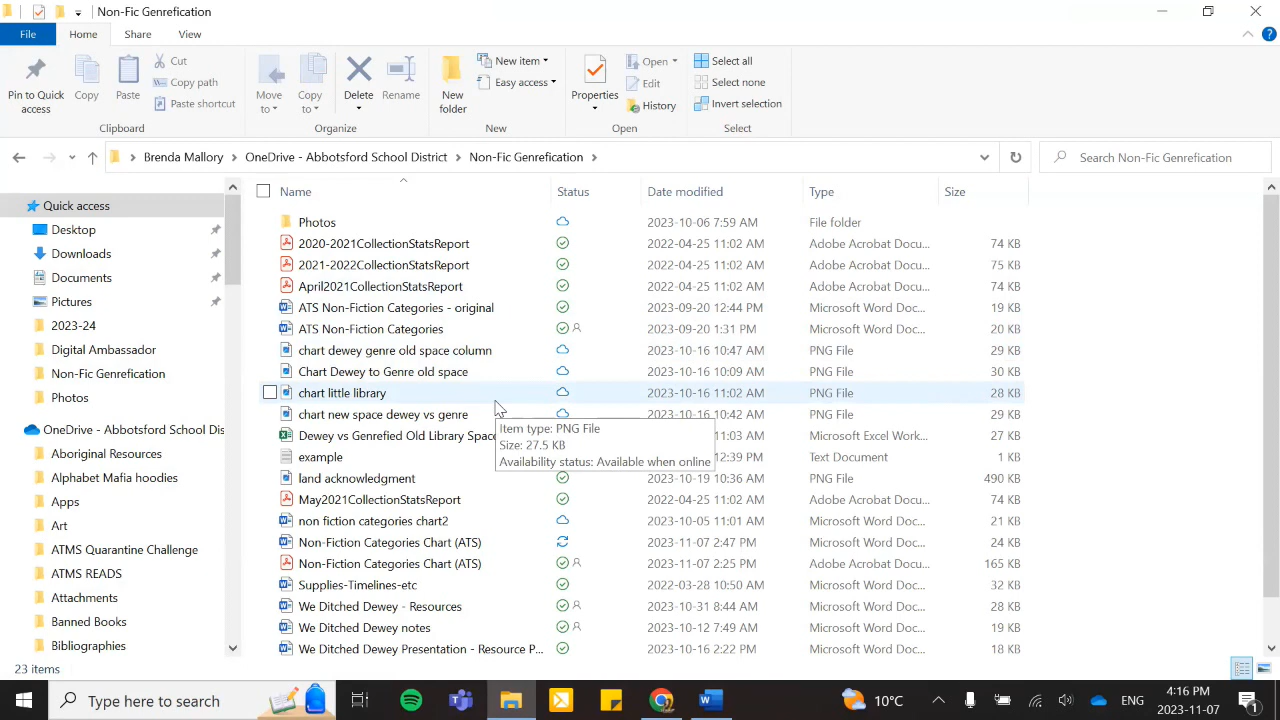 Non-Fic Genrefication
File Home Share View
Pin to Quick access
Copy
Paste
Cut
Copy path
Paste shortcut
Clipboard
Move to
Copy to
Delete
Rename
Organize
New folder
New item
Easy access
New
Properties
Open
Edit
History
Open
Select all
Select none
Invert selection
Select
Brenda Mallory > OneDrive - Abbotsford School District > Non-Fic Genrefication >
Search Non-Fic Genrefication
Quick access
Desktop
Downloads
Documents
Pictures
2023-24
Digital Ambassador
Non-Fic Genrefication
Photos
OneDrive - Abbotsford School Dis
Aboriginal Resources
Alphabet Mafia hoodies
Apps
Art
ATMS Quarantine Challenge
ATMS READS
Attachments
Banned Books
Bibliographies
Name Status Date modified Type Size
Photos 2023-10-06 7:59 AM File folder
2020-2021CollectionStatsReport 2022-04-25 11:02 AM Adobe Acrobat Docu... 74 KB
2021-2022CollectionStatsReport 2022-04-25 11:02 AM Adobe Acrobat Docu... 75 KB
April2021CollectionStatsReport 2022-04-25 11:02 AM Adobe Acrobat Docu... 74 KB
ATS Non-Fiction Categories - original 2023-09-20 12:44 PM Microsoft Word Doc... 19 KB
ATS Non-Fiction Categories 2023-09-20 1:31 PM Microsoft Word Doc... 20 KB
chart dewey genre old space column 2023-10-16 10:47 AM PNG File 29 KB
Chart Dewey to Genre old space 2023-10-16 10:09 AM PNG File 30 KB
chart little library 2023-10-16 11:02 AM PNG File 28 KB
chart new space dewey vs genre 2023-10-16 10:42 AM PNG File 29 KB
Dewey vs Genrefied Old Library Space 11:03 AM Microsoft Excel Work... 27 KB
example 12:39 PM Text Document 1 KB
land acknowledgment 2023-10-19 10:36 AM PNG File 490 KB
May2021CollectionStatsReport 2022-04-25 11:02 AM Adobe Acrobat Docu... 74 KB
non fiction categories chart2 2023-10-05 11:01 AM Microsoft Word Doc... 21 KB
Non-Fiction Categories Chart (ATS) 2023-11-07 2:47 PM Microsoft Word Doc... 24 KB
Non-Fiction Categories Chart (ATS) 2023-11-07 2:25 PM Adobe Acrobat Docu... 165 KB
Supplies-Timelines-etc 2022-03-28 10:50 AM Microsoft Word Doc... 32 KB
We Ditched Dewey - Resources 2023-10-31 8:44 AM Microsoft Word Doc... 28 KB
We Ditched Dewey notes 2023-10-12 7:49 AM Microsoft Word Doc... 19 KB
We Ditched Dewey Presentation - Resource P... 2023-10-16 2:22 PM Microsoft Word Doc... 18 KB
Item type: PNG File
Size: 27.5 KB
Availability status: Available when online
23 items
Type here to search
10°C
ENG
4:16 PM
2023-11-07
1